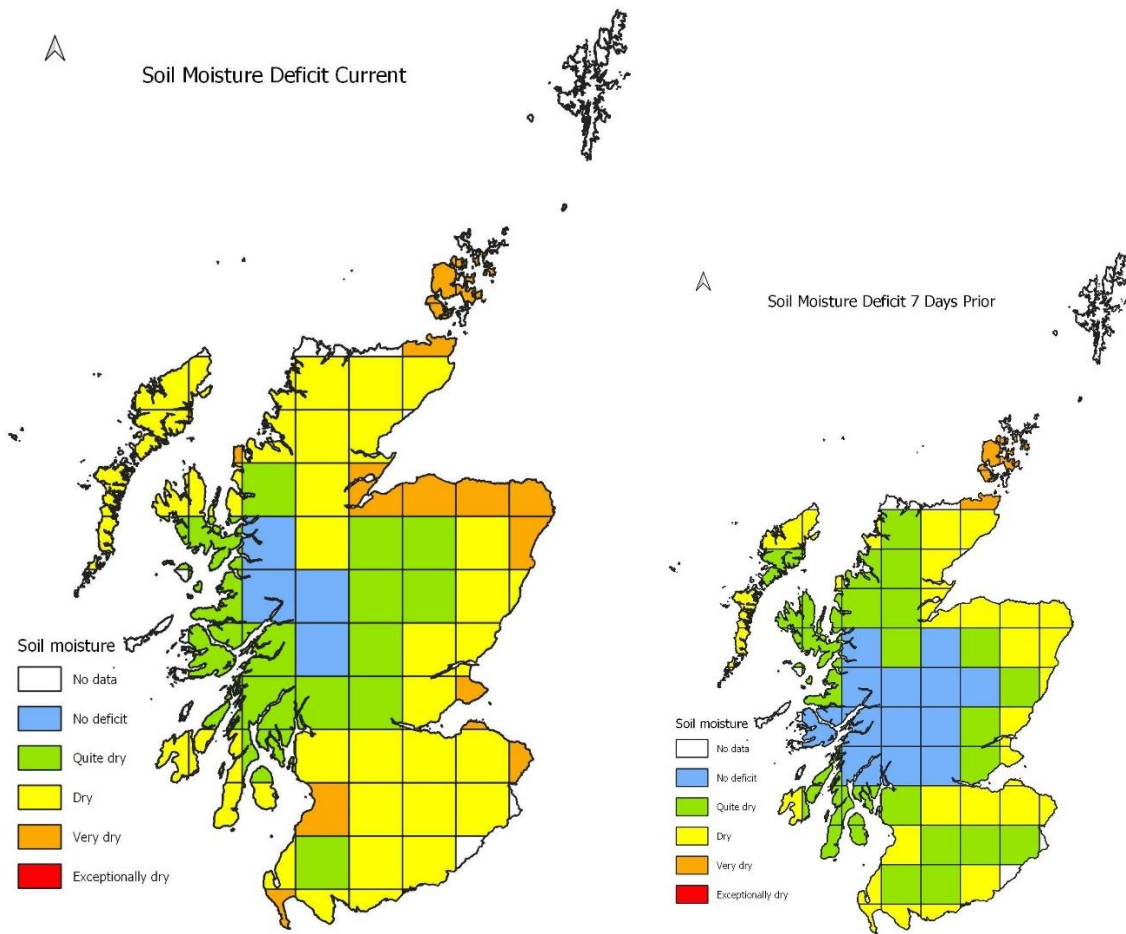 Soil Moisture Deficit Current
Soil moisture
No data
No deficit
Quite dry
Dry
Very dry
Exceptionally dry
Soil Moisture Deficit 7 Days Prior
Soil moisture
No data
No deficit
Quite dry
Dry
Very dry
Exceptionally dry